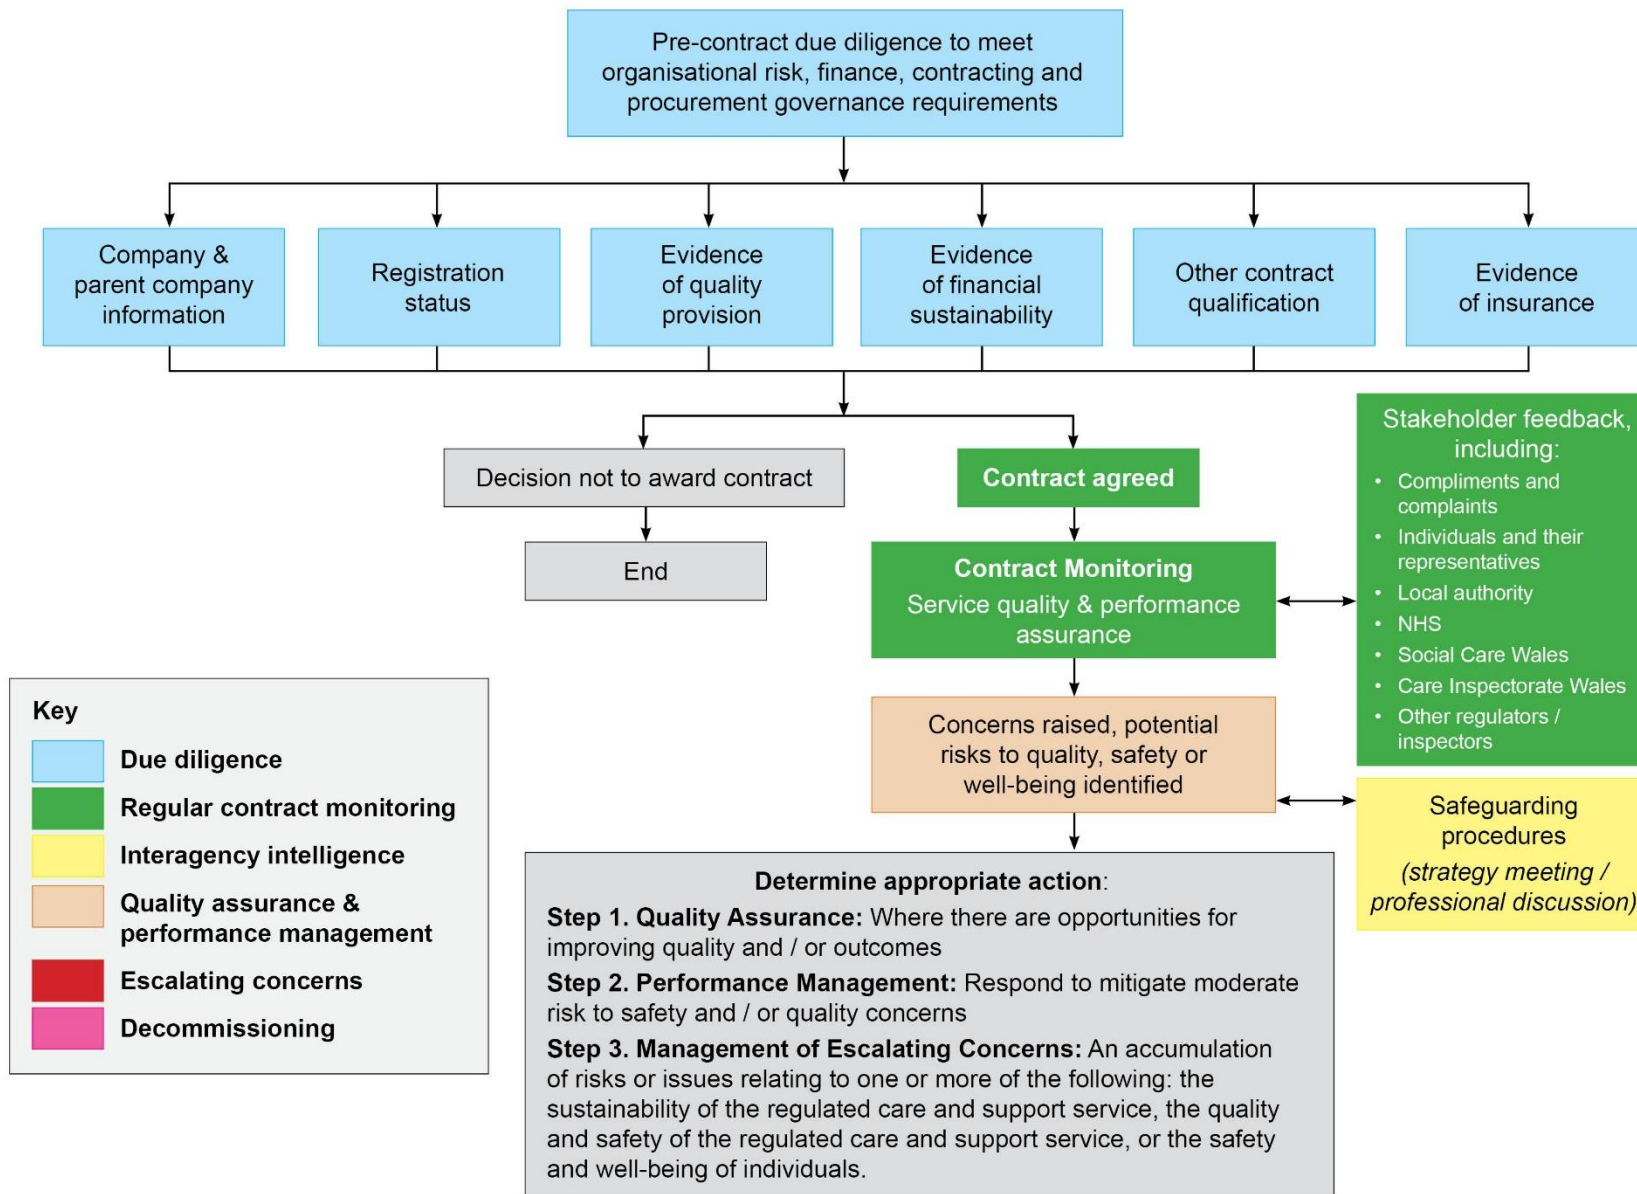 Pre-contract due diligence to meet
organisational risk, finance, contracting and
procurement governance requirements
Company &
parent company
information
Registration
status
Evidence
of quality
provision
Evidence
of financial
sustainability
Other contract
qualification
Evidence
of insurance
Decision not to award contract
End
Contract agreed
Contract Monitoring
Service quality & performance
assurance
Stakeholder feedback,
including:
• Compliments and
complaints
• Individuals and their
representatives
• Local authority
• NHS
• Social Care Wales
• Care Inspectorate Wales
• Other regulators /
inspectors
Concerns raised, potential
risks to quality, safety or
well-being identified
Safeguarding
procedures
(strategy meeting /
professional discussion)
Determine appropriate action:
Step 1. Quality Assurance: Where there are opportunities for
improving quality and / or outcomes
Step 2. Performance Management: Respond to mitigate moderate
risk to safety and / or quality concerns
Step 3. Management of Escalating Concerns: An accumulation
of risks or issues relating to one or more of the following: the
sustainability of the regulated care and support service, the quality
and safety of the regulated care and support service, or the safety
and well-being of individuals.
Key
Due diligence
Regular contract monitoring
Interagency intelligence
Quality assurance &
performance management
Escalating concerns
Decommissioning